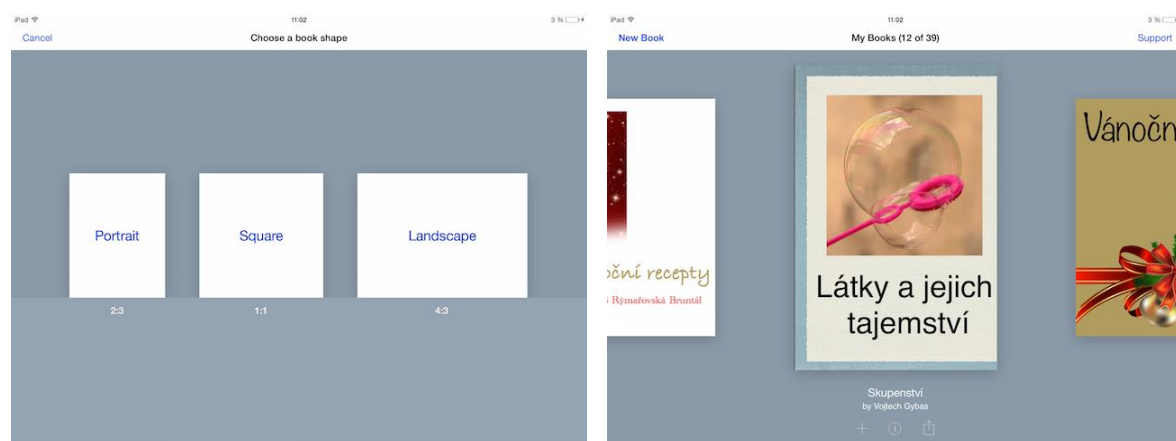 iPad 11:02 3 %
Cancel Choose a book shape
Portrait Square Landscape
2:3 1:1 4:3
iPad 11:02 3 %
New Book My Books (12 of 39) Support
recepty
Rýmařovská Bruntál
Látky a jejich
tajemství
Skupenství
by Vojtech Gybas